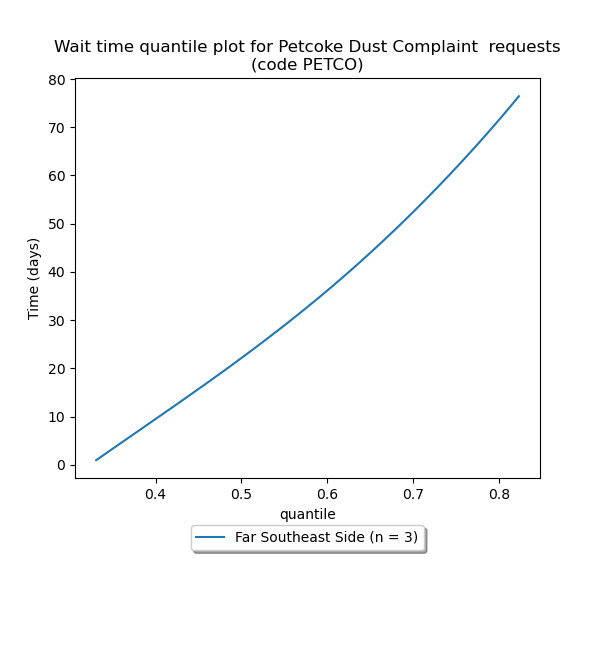 Wait time quantile plot for Petcoke Dust Complaint  requests
(code PETCO)
80
70
60
50
40
30
20
10
0
Time (days)
0.4 0.5 0.6 0.7 0.8
quantile
Far Southeast Side (n = 3)